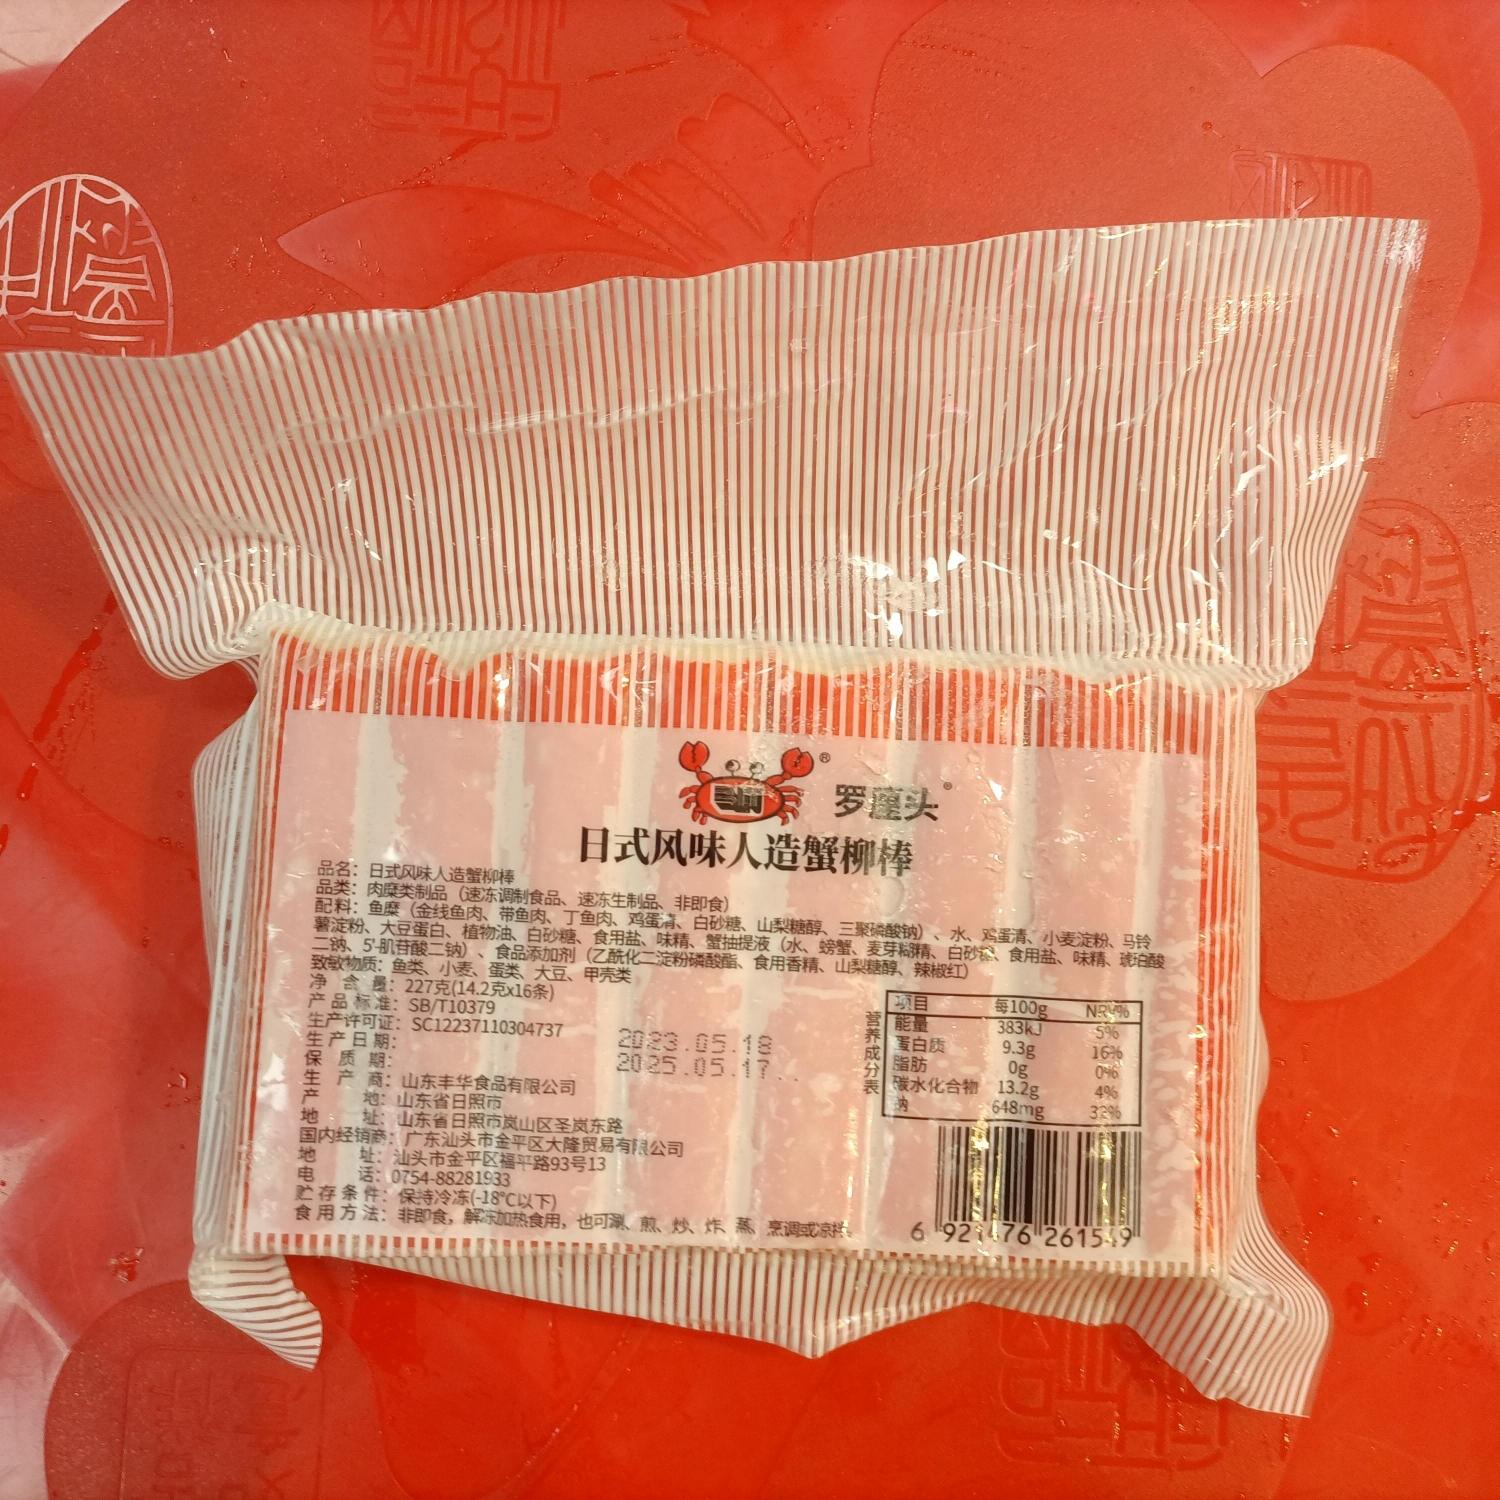 罗蹇头
日式风味人造蟹柳棒
品名：日式风味人造蟹柳棒
品类：肉糜类制品（速冻调制食品、速冻生制品、非即食）
配料：鱼糜（金线鱼肉、带鱼肉、丁鱼肉、鸡蛋清、白砂糖、山梨糖醇、三聚磷酸钠）、水、鸡蛋清、小麦淀粉、马铃
薯淀粉、大豆蛋白、植物油、白砂糖、食用盐、味精、蟹抽提液（水、螃蟹、麦芽糊精、白砂糖、食用盐、味精、琥珀酸
二钠、5'-肌苷酸二钠）、食品添加剂（乙酰化二淀粉磷酸酯、食用香精、山梨糖醇、辣椒红）
致敏物质：鱼类、小麦、蛋类、大豆、甲壳类
净含量：227克(14.2克x16条)
产品标准：SB/T10379
生产许可证：SC12237110304737
生产日期：2023.05.18
保质期：2025.05.17
生产商：山东丰华食品有限公司
产地：山东省日照市
地址：山东省日照市岚山区圣岚东路
国内经销商：广东汕头市金平区大隆贸易有限公司
地址：汕头市金平区福平路93号13
电话：0754-88281933
贮存条件：保持冷冻(-18℃以下)
食用方法：非即食，解冻加热食用，也可涮、煎、炒、炸、蒸、烹调或凉拌
营养成分表
项目 每100g NRV%
能量 383kJ 5%
蛋白质 9.3g 16%
脂肪 0g 0%
碳水化合物 13.2g 4%
钠 648mg 32%
6 921476 261549